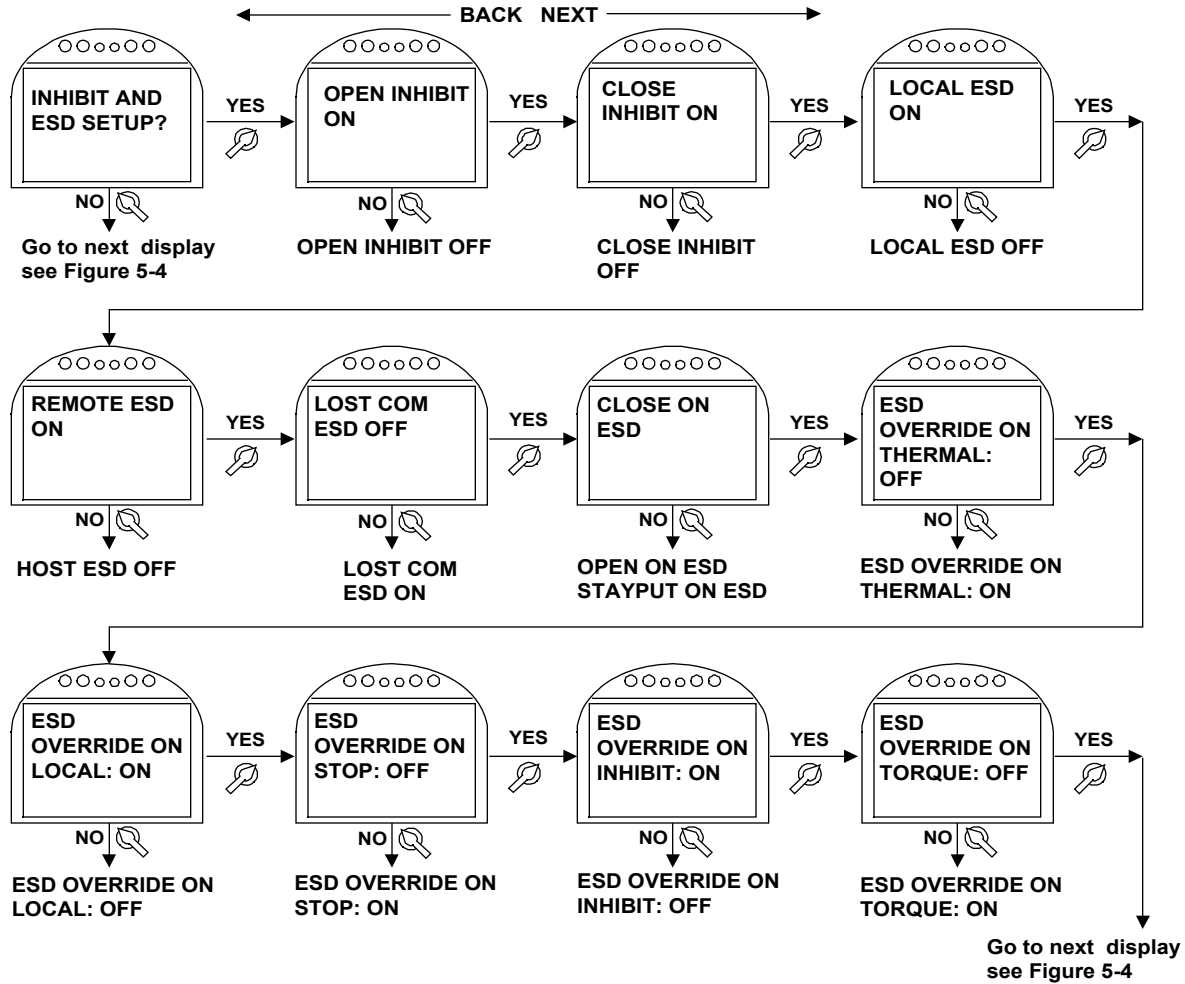 BACK NEXT
INHIBIT AND
ESD SETUP?
YES
NO
Go to next display
see Figure 5-4
OPEN INHIBIT
ON
YES
NO
OPEN INHIBIT OFF
CLOSE
INHIBIT ON
YES
NO
CLOSE INHIBIT
OFF
LOCAL ESD
ON
YES
NO
LOCAL ESD OFF
REMOTE ESD
ON
YES
NO
HOST ESD OFF
LOST COM
ESD OFF
YES
NO
LOST COM
ESD ON
CLOSE ON
ESD
YES
NO
OPEN ON ESD
STAYPUT ON ESD
ESD
OVERRIDE ON
THERMAL:
OFF
YES
NO
ESD OVERRIDE ON
THERMAL: ON
ESD
OVERRIDE ON
LOCAL: ON
YES
NO
ESD OVERRIDE ON
LOCAL: OFF
ESD
OVERRIDE ON
STOP: OFF
YES
NO
ESD OVERRIDE ON
STOP: ON
ESD
OVERRIDE ON
INHIBIT: ON
YES
NO
ESD OVERRIDE ON
INHIBIT: OFF
ESD
OVERRIDE ON
TORQUE: OFF
YES
NO
ESD OVERRIDE ON
TORQUE: ON
Go to next display
see Figure 5-4